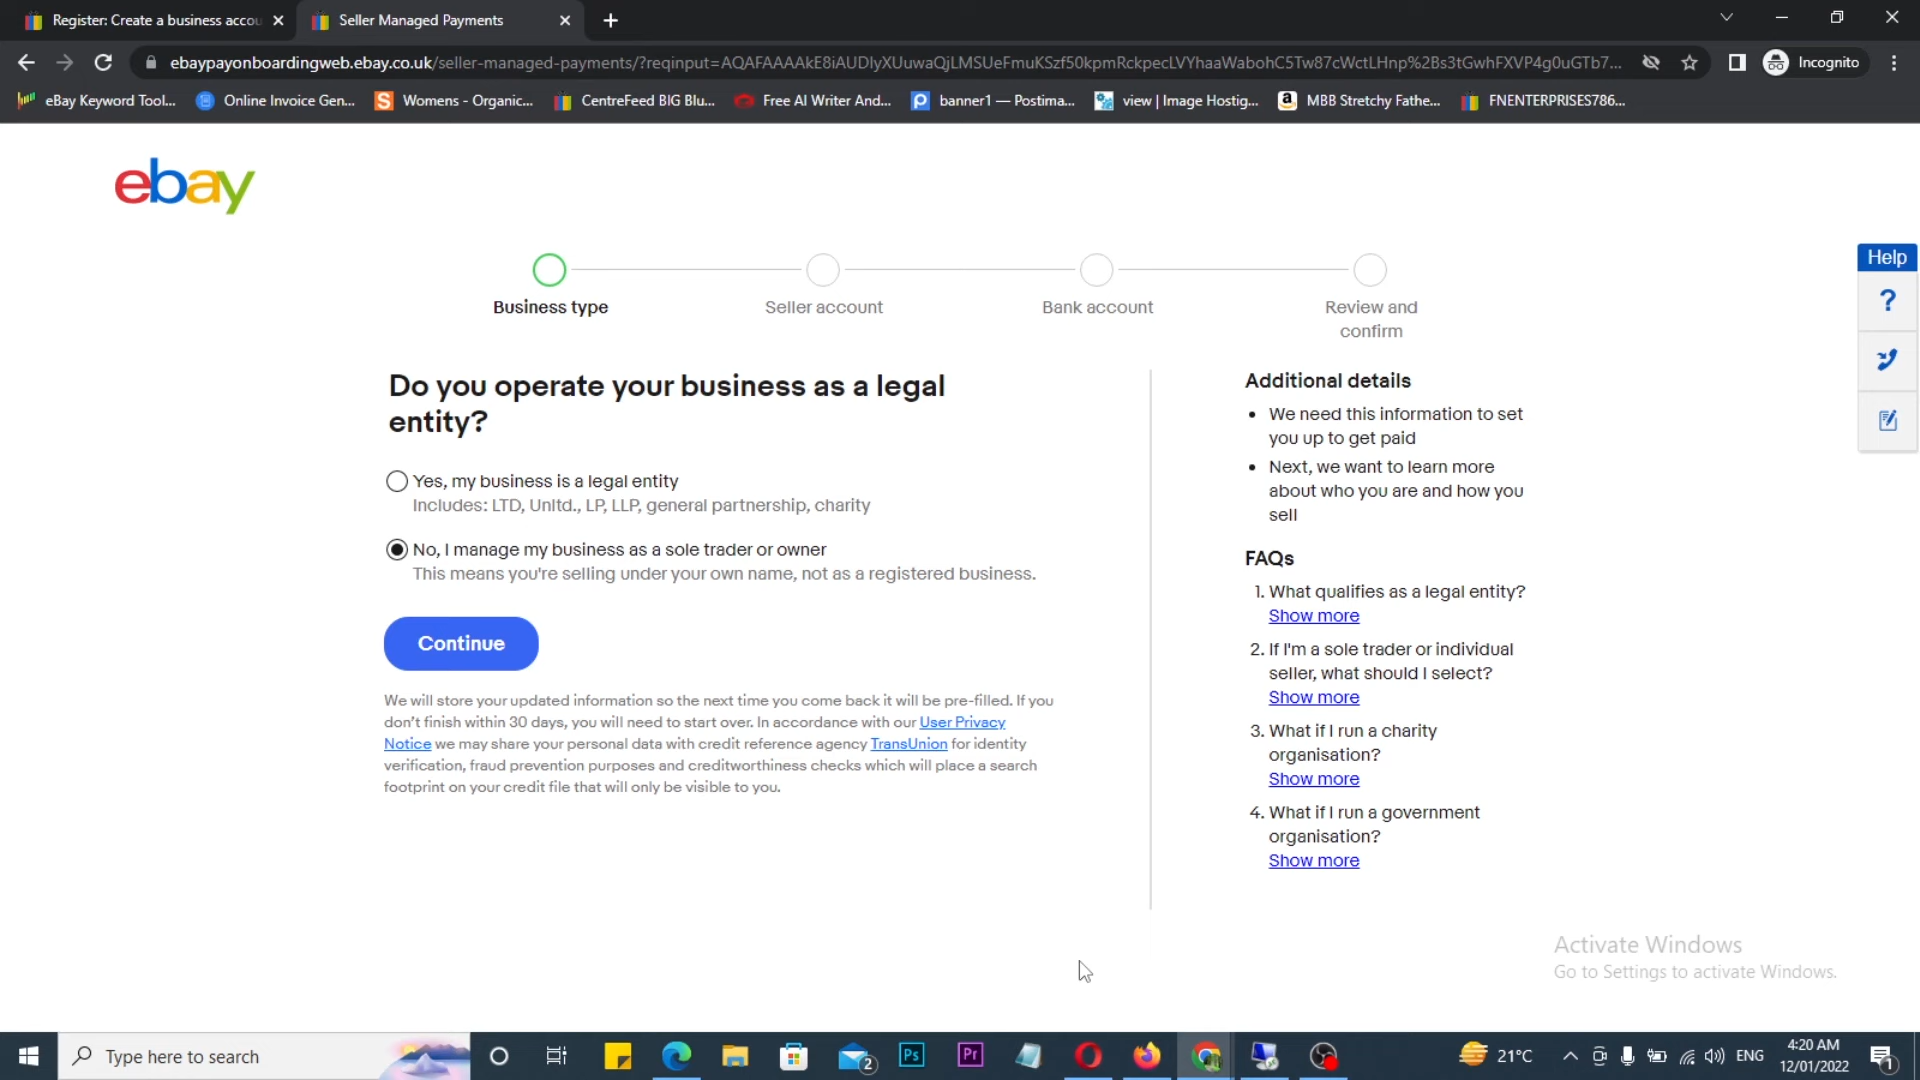 Register: Create a business accou
Seller Managed Payments
ebaypayonboardingweb.ebay.co.uk/seller-managed-payments/?reqinput=AQAFAAAAkE8iAUDIyXUuwaQjLMSUeFmuKSzf50kpmRckpecLVYhaaWabohC5Tw87cWctLHnp%2Bs3tGwhFXVP4g0uGTb7...
Incognito
eBay Keyword Tool...
Online Invoice Gen...
Womens - Organic...
CentreFeed BIG Blu...
Free AI Writer And...
banner1 — Postima...
view | Image Hostig...
MBB Stretchy Fathe...
FNENTERPRISES786...
ebay
Help
Business type
Seller account
Bank account
Review and
confirm
Do you operate your business as a legal
entity?
Yes, my business is a legal entity
Includes: LTD, Unltd., LP, LLP, general partnership, charity
No, I manage my business as a sole trader or owner
This means you're selling under your own name, not as a registered business.
Continue
We will store your updated information so the next time you come back it will be pre-filled. If you
don't finish within 30 days, you will need to start over. In accordance with our User Privacy
Notice we may share your personal data with credit reference agency TransUnion for identity
verification, fraud prevention purposes and creditworthiness checks which will place a search
footprint on your credit file that will only be visible to you.
Additional details
• We need this information to set
you up to get paid
• Next, we want to learn more
about who you are and how you
sell
FAQs
1. What qualifies as a legal entity?
Show more
2. If I'm a sole trader or individual
seller, what should I select?
Show more
3. What if I run a charity
organisation?
Show more
4. What if I run a government
organisation?
Show more
Activate Windows
Go to Settings to activate Windows.
Type here to search
2
Ps
Pr
21°C
ENG
4:20 AM
12/01/2022
1